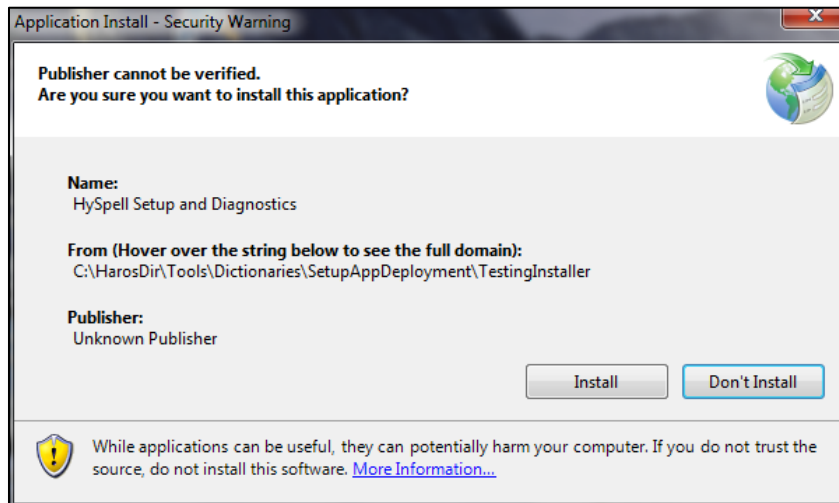 Application Install - Security Warning
Publisher cannot be verified.
Are you sure you want to install this application?
Name:
HySpell Setup and Diagnostics
From (Hover over the string below to see the full domain):
C:\HarosDir\Tools\Dictionaries\SetupAppDeployment\TestingInstaller
Publisher:
Unknown Publisher
Install
Don't Install
While applications can be useful, they can potentially harm your computer. If you do not trust the
source, do not install this software. More Information...